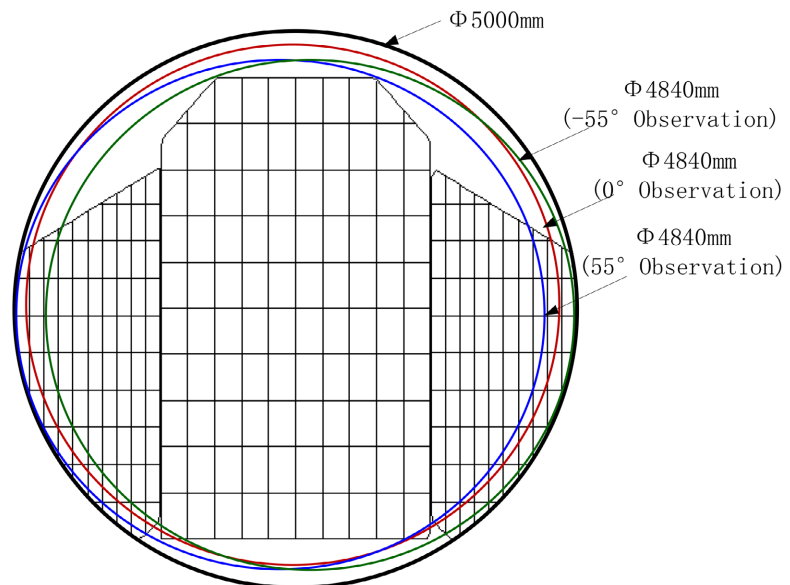 Φ5000mm
Φ4840mm
(-55° Observation)
Φ4840mm
(0° Observation)
Φ4840mm
(55° Observation)